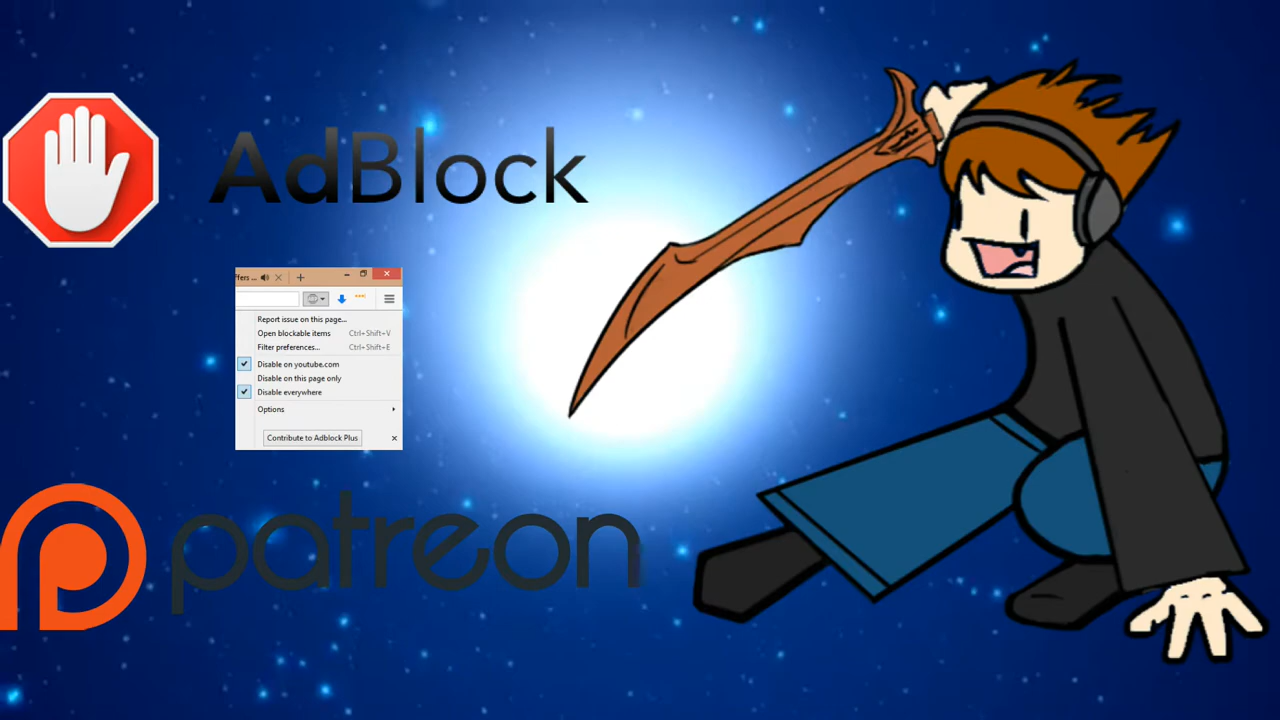 AdBlock
ffers ...
Report issue on this page...
Open blockable items Ctrl+Shift+V
Filter preferences... Ctrl+Shift+E
Disable on youtube.com
Disable on this page only
Disable everywhere
Options
Contribute to Adblock Plus
patreon